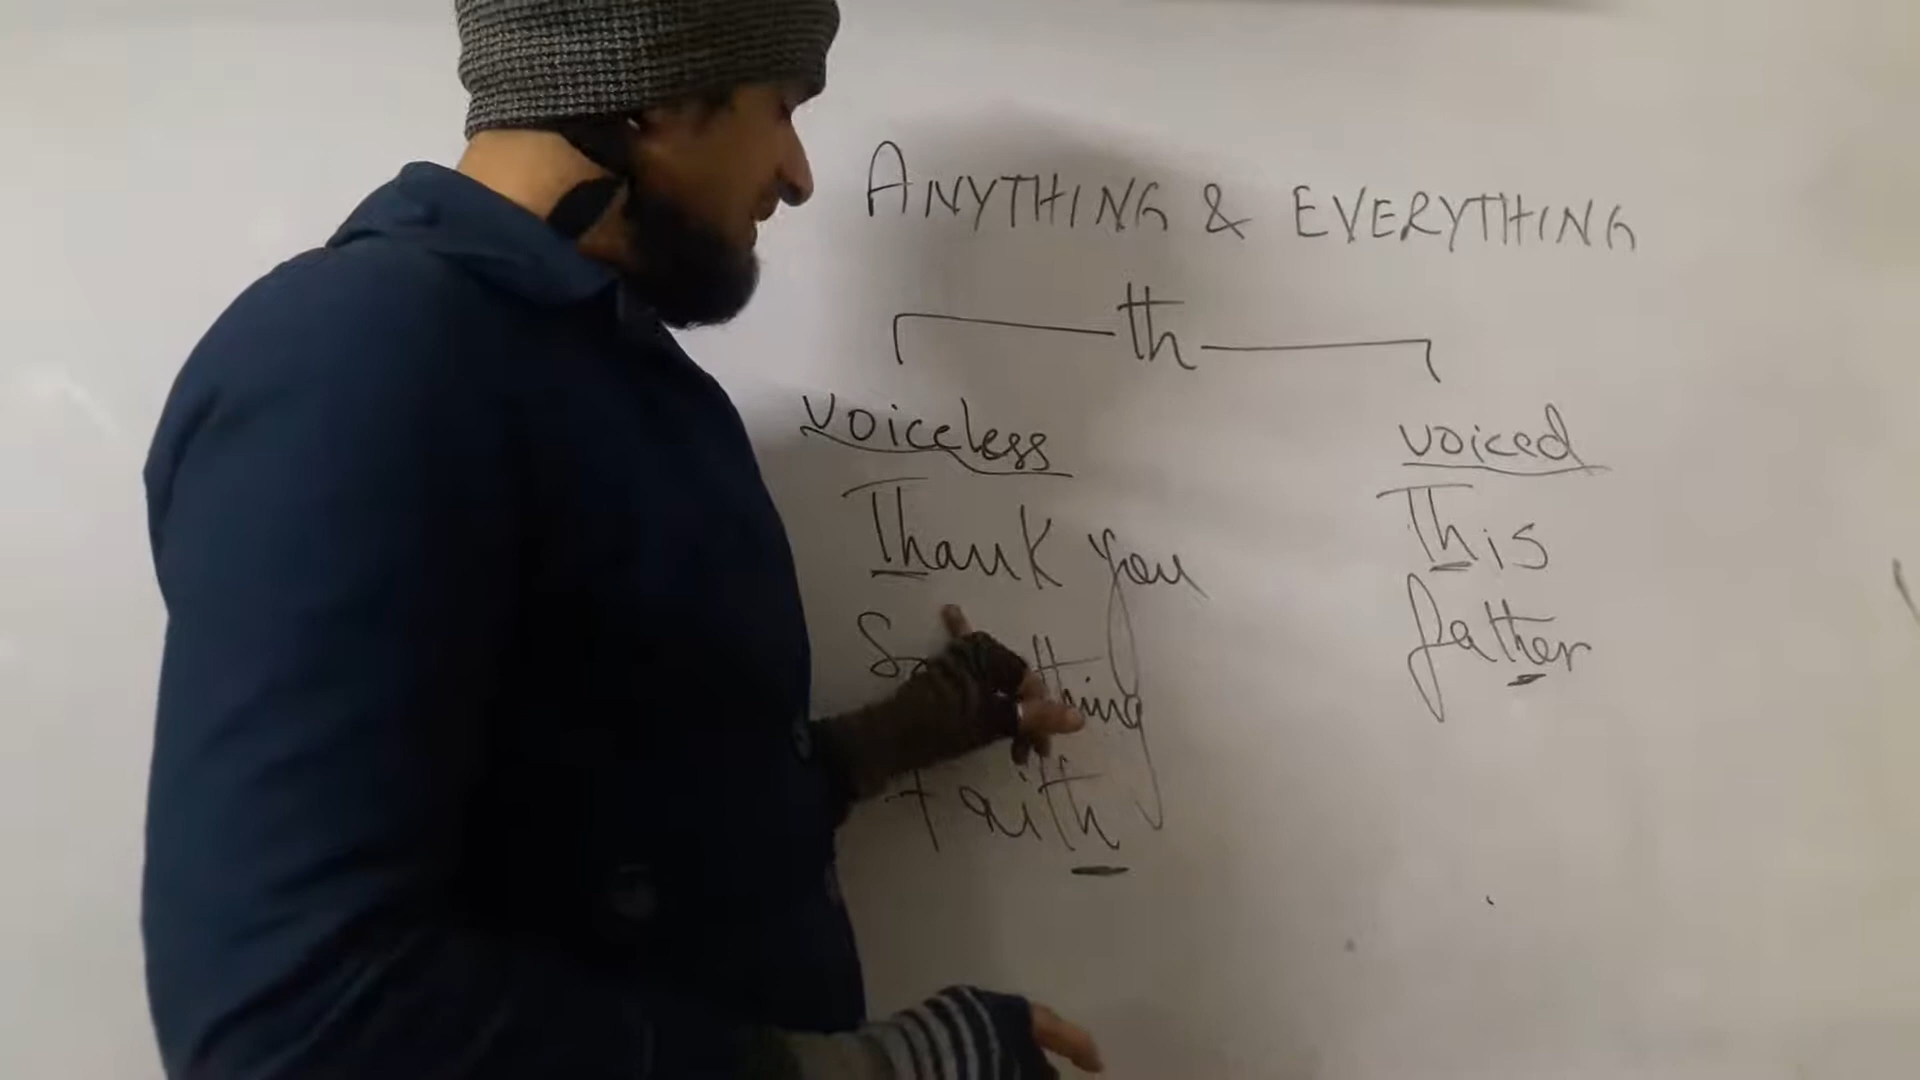 ANYTHING & EVERYTHING
th
voiceless
voiced
Thank you
This
father
Faith